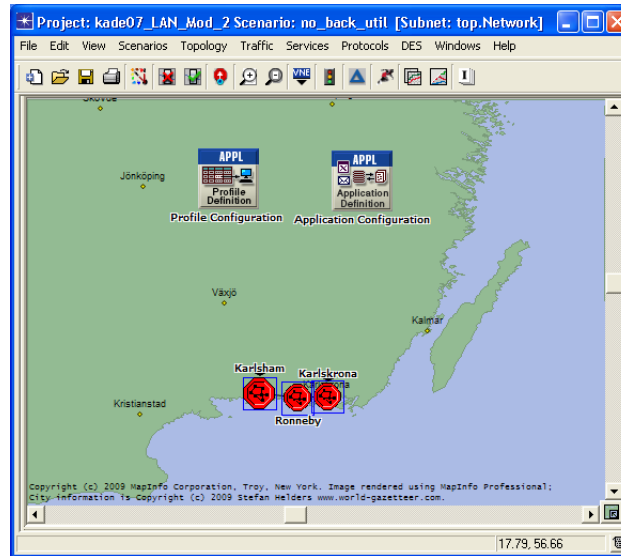 Project: kade07_LAN_Mod_2 Scenario: no_back_util [Subnet: top.Network]
File Edit View Scenarios Topology Traffic Services Protocols DES Windows Help
VNE
APPL
Profile
Definition
Profile Configuration
APPL
Application
Definition
Application Configuration
Jönköping
Växjö
Kalmar
Karlsham
Karlskrona
Kristianstad
Ronneby
Copyright (c) 2009 MapInfo Corporation, Troy, New York. Image rendered using MapInfo Professional;
City information is Copyright (c) 2009 Stefan Helders www.world-gazetteer.com.
17.79, 56.66